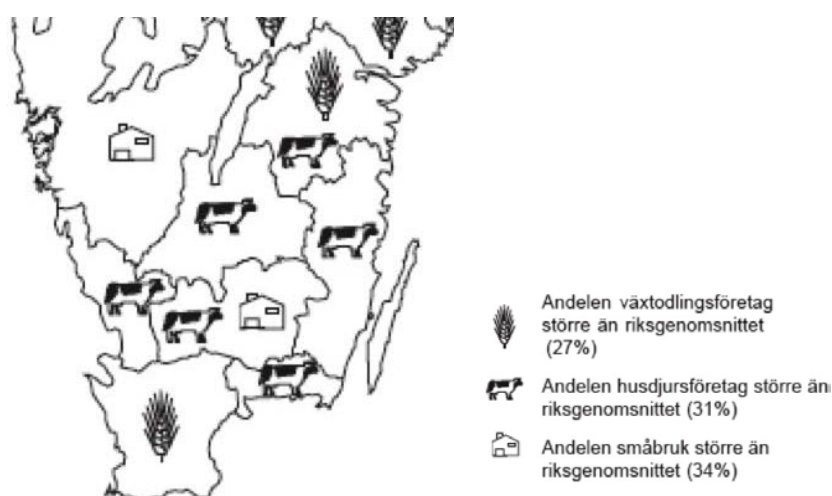 Andelen växtodlingsföretag
större än riksgenomsnittet
(27%)
Andelen husdjursföretag större än
riksgenomsnittet (31%)
Andelen småbruk större än
riksgenomsnittet (34%)